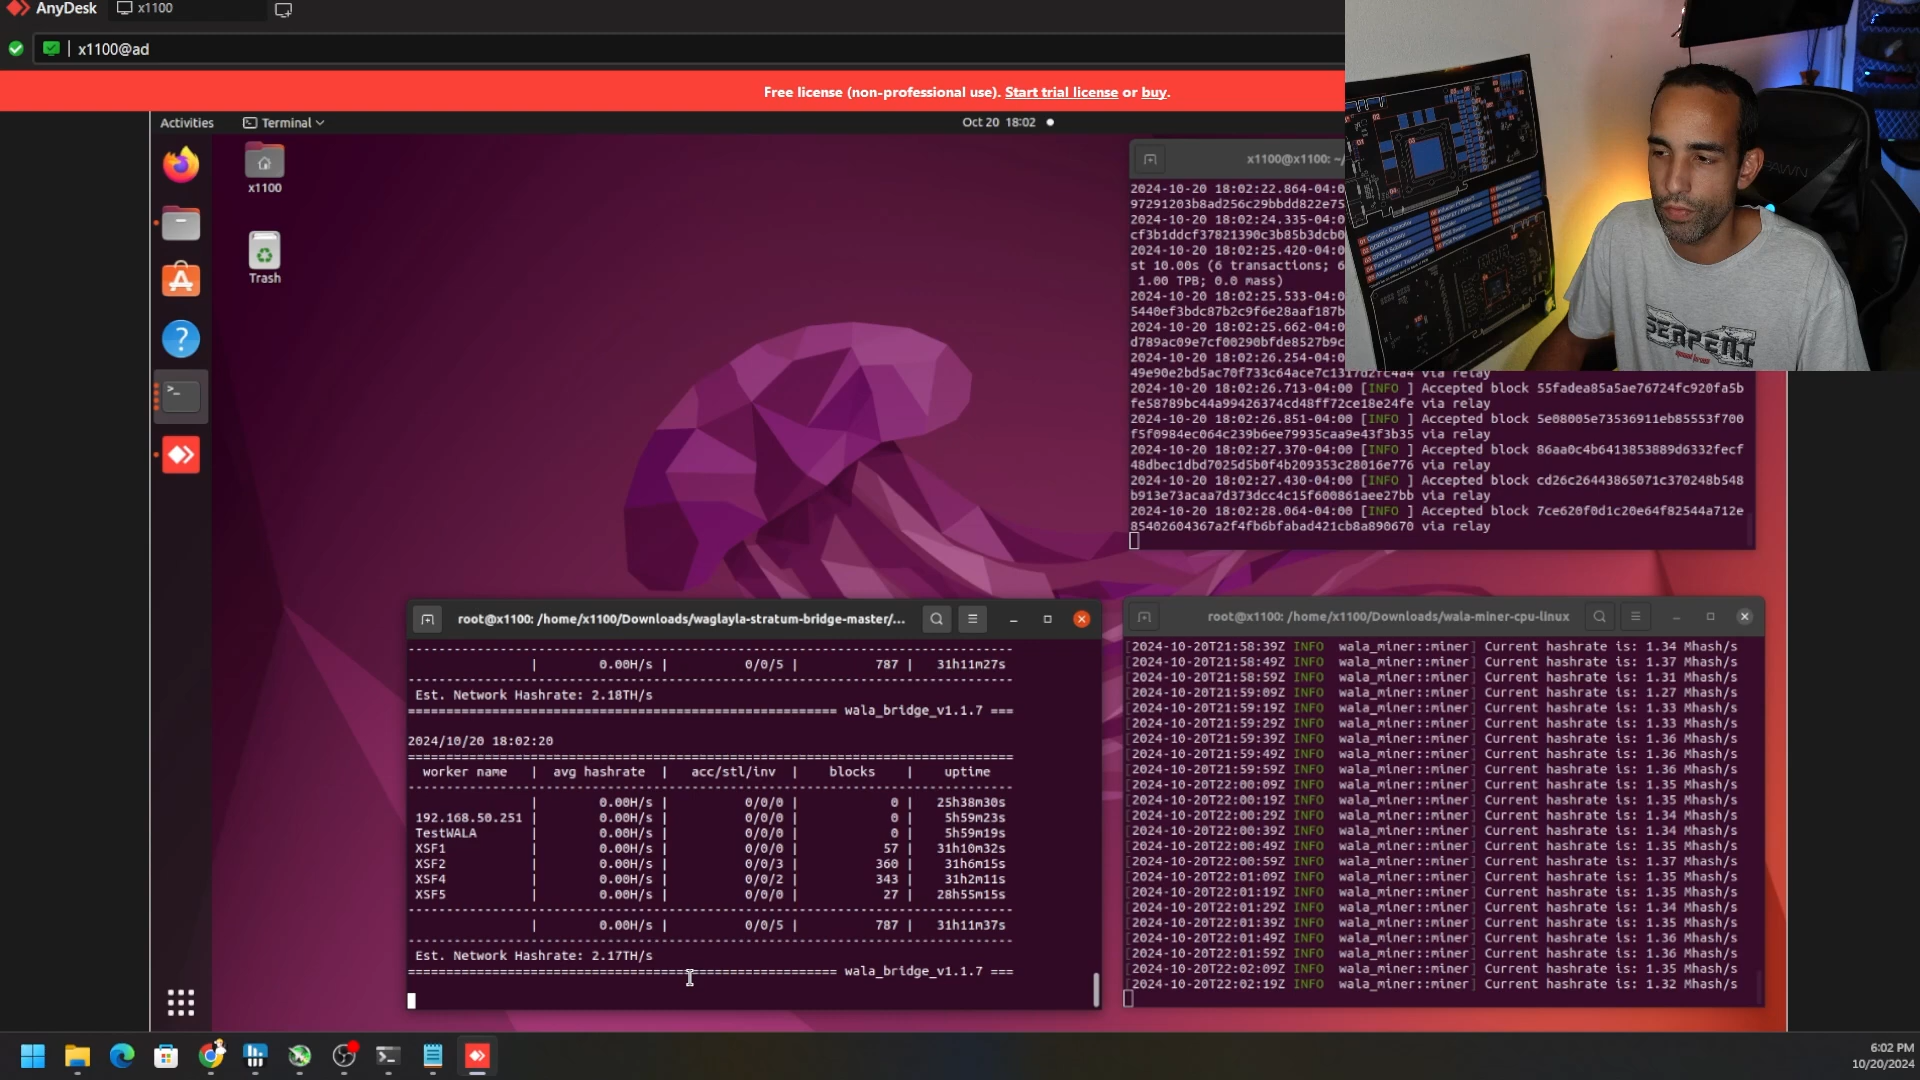 AnyDesk
x1100
x1100@ad
Free license (non-professional use). Start trial license or buy.
Activities
Terminal
Oct 20 18:02
x1100
Trash
x1100@x1100: ~/
2024-10-20 18:02:22.864-04:0
97291203b8ad256c29bbdd822e75
2024-10-20 18:02:24.335-04:0
cf3b1ddcf37821390c3b85b3dcb0
2024-10-20 18:02:25.420-04:0
st 10.00s (6 transactions; 6
1.00 TPB; 0.0 mass)
2024-10-20 18:02:25.533-04:0
5440ef3bdc87b2c9f6e28aaf187b
2024-10-20 18:02:25.662-04:0
d789ac09e7cf00290bfde8527b9c
2024-10-20 18:02:26.254-04:0
49e90e2bd5ac70f733c64ace7c1317d2fc4a4 via relay
2024-10-20 18:02:26.713-04:00 [INFO ] Accepted block 55fadea85a5ae76724fc920fa5b
fe58789bc44a99426374cd48ff72ce18e24fe via relay
2024-10-20 18:02:26.851-04:00 [INFO ] Accepted block 5e08005e73536911eb85553f700
f5f0984ec064c239b6ee79935caa9e43f3b35 via relay
2024-10-20 18:02:27.370-04:00 [INFO ] Accepted block 86aa0c4b6413853889d6332fecf
48dbec1dbd7025d5b0f4b209353c28016e776 via relay
2024-10-20 18:02:27.430-04:00 [INFO ] Accepted block cd26c26443865071c370248b548
b913e73acaa7d373dcc4c15f600861aee27bb via relay
2024-10-20 18:02:28.064-04:00 [INFO ] Accepted block 7ce620f0d1c20e64f82544a712e
85402604367a2f4fb6bfabad421cb8a890670 via relay
SERPENT
root@x1100: /home/x1100/Downloads/waglayla-stratum-bridge-master/...
| 0.00H/s | 0/0/5 | 787 | 31h11m27s
Est. Network Hashrate: 2.18TH/s
======================================================== wala_bridge_v1.1.7 ===
2024/10/20 18:02:20
worker name | avg hashrate | acc/stl/inv | blocks | uptime
| 0.00H/s | 0/0/0 | 0 | 25h38m30s
192.168.50.251 | 0.00H/s | 0/0/0 | 0 | 5h59m23s
TestWALA | 0.00H/s | 0/0/0 | 0 | 5h59m19s
XSF1 | 0.00H/s | 0/0/0 | 57 | 31h10m32s
XSF2 | 0.00H/s | 0/0/3 | 360 | 31h6m15s
XSF4 | 0.00H/s | 0/0/2 | 343 | 31h2m11s
XSF5 | 0.00H/s | 0/0/0 | 27 | 28h55m15s
| 0.00H/s | 0/0/5 | 787 | 31h11m37s
Est. Network Hashrate: 2.17TH/s
======================================================== wala_bridge_v1.1.7 ===
root@x1100: /home/x1100/Downloads/wala-miner-cpu-linux
[2024-10-20T21:58:39Z INFO wala_miner::miner] Current hashrate is: 1.34 Mhash/s
[2024-10-20T21:58:49Z INFO wala_miner::miner] Current hashrate is: 1.37 Mhash/s
[2024-10-20T21:58:59Z INFO wala_miner::miner] Current hashrate is: 1.31 Mhash/s
[2024-10-20T21:59:09Z INFO wala_miner::miner] Current hashrate is: 1.27 Mhash/s
[2024-10-20T21:59:19Z INFO wala_miner::miner] Current hashrate is: 1.33 Mhash/s
[2024-10-20T21:59:29Z INFO wala_miner::miner] Current hashrate is: 1.33 Mhash/s
[2024-10-20T21:59:39Z INFO wala_miner::miner] Current hashrate is: 1.36 Mhash/s
[2024-10-20T21:59:49Z INFO wala_miner::miner] Current hashrate is: 1.36 Mhash/s
[2024-10-20T21:59:59Z INFO wala_miner::miner] Current hashrate is: 1.36 Mhash/s
[2024-10-20T22:00:09Z INFO wala_miner::miner] Current hashrate is: 1.35 Mhash/s
[2024-10-20T22:00:19Z INFO wala_miner::miner] Current hashrate is: 1.35 Mhash/s
[2024-10-20T22:00:29Z INFO wala_miner::miner] Current hashrate is: 1.34 Mhash/s
[2024-10-20T22:00:39Z INFO wala_miner::miner] Current hashrate is: 1.34 Mhash/s
[2024-10-20T22:00:49Z INFO wala_miner::miner] Current hashrate is: 1.35 Mhash/s
[2024-10-20T22:00:59Z INFO wala_miner::miner] Current hashrate is: 1.37 Mhash/s
[2024-10-20T22:01:09Z INFO wala_miner::miner] Current hashrate is: 1.35 Mhash/s
[2024-10-20T22:01:19Z INFO wala_miner::miner] Current hashrate is: 1.35 Mhash/s
[2024-10-20T22:01:29Z INFO wala_miner::miner] Current hashrate is: 1.34 Mhash/s
[2024-10-20T22:01:39Z INFO wala_miner::miner] Current hashrate is: 1.35 Mhash/s
[2024-10-20T22:01:49Z INFO wala_miner::miner] Current hashrate is: 1.36 Mhash/s
[2024-10-20T22:01:59Z INFO wala_miner::miner] Current hashrate is: 1.36 Mhash/s
[2024-10-20T22:02:09Z INFO wala_miner::miner] Current hashrate is: 1.35 Mhash/s
[2024-10-20T22:02:19Z INFO wala_miner::miner] Current hashrate is: 1.32 Mhash/s
6:02 PM
10/20/2024